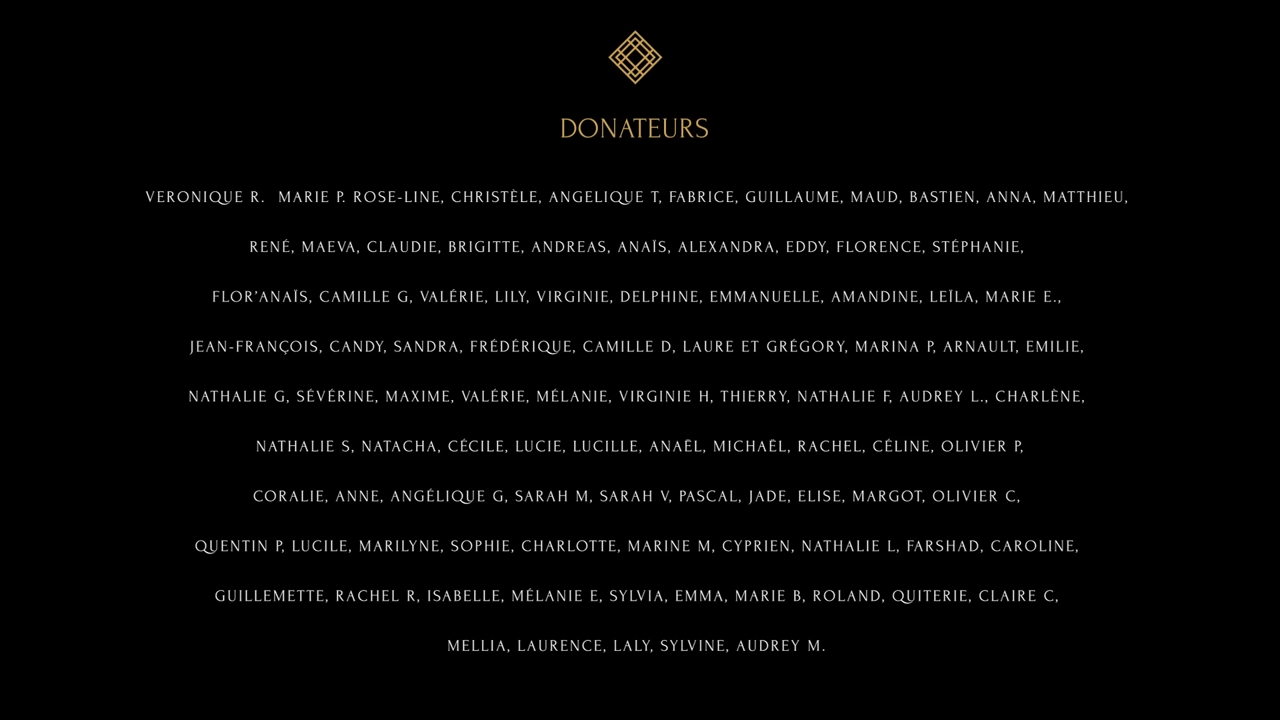 DONATEURS
VERONIQUE R. MARIE P. ROSE-LINE, CHRISTÈLE, ANGELIQUE T, FABRICE, GUILLAUME, MAUD, BASTIEN, ANNA, MATTHIEU,
RENÉ, MAEVA, CLAUDIE, BRIGITTE, ANDREAS, ANAÏS, ALEXANDRA, EDDY, FLORENCE, STÉPHANIE,
FLOR'ANAÏS, CAMILLE G, VALÉRIE, LILY, VIRGINIE, DELPHINE, EMMANUELLE, AMANDINE, LEÏLA, MARIE E.,
JEAN-FRANÇOIS, CANDY, SANDRA, FRÉDÉRIQUE, CAMILLE D, LAURE ET GRÉGORY, MARINA P, ARNAULT, EMILIE,
NATHALIE G, SÉVÉRINE, MAXIME, VALÉRIE, MÉLANIE, VIRGINIE H, THIERRY, NATHALIE F, AUDREY L., CHARLÈNE,
NATHALIE S, NATACHA, CÉCILE, LUCIE, LUCILLE, ANAËL, MICHAËL, RACHEL, CÉLINE, OLIVIER P,
CORALIE, ANNE, ANGÉLIQUE G, SARAH M, SARAH V, PASCAL, JADE, ELISE, MARGOT, OLIVIER C,
QUENTIN P, LUCILE, MARILYNE, SOPHIE, CHARLOTTE, MARINE M, CYPRIEN, NATHALIE L, FARSHAD, CAROLINE,
GUILLEMETTE, RACHEL R, ISABELLE, MÉLANIE E, SYLVIA, EMMA, MARIE B, ROLAND, QUITERIE, CLAIRE C,
MELLIA, LAURENCE, LALY, SYLVINE, AUDREY M.